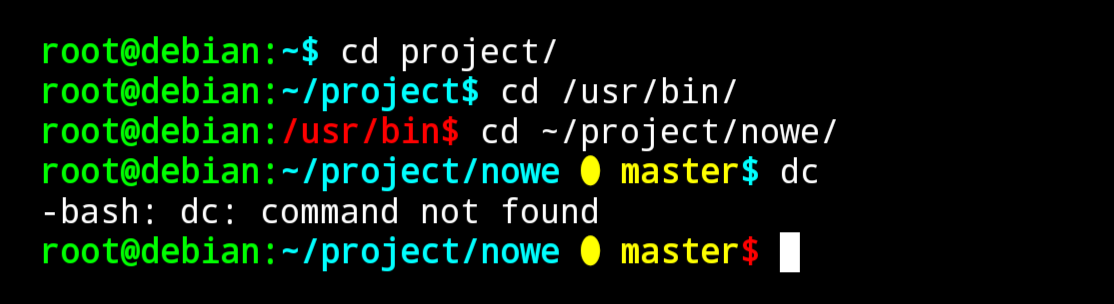 root@debian:~$ cd project/
root@debian:~/project$ cd /usr/bin/
root@debian:/usr/bin$ cd ~/project/nowe/
root@debian:~/project/nowe ⬮ master$ dc
-bash: dc: command not found
root@debian:~/project/nowe ⬮ master$